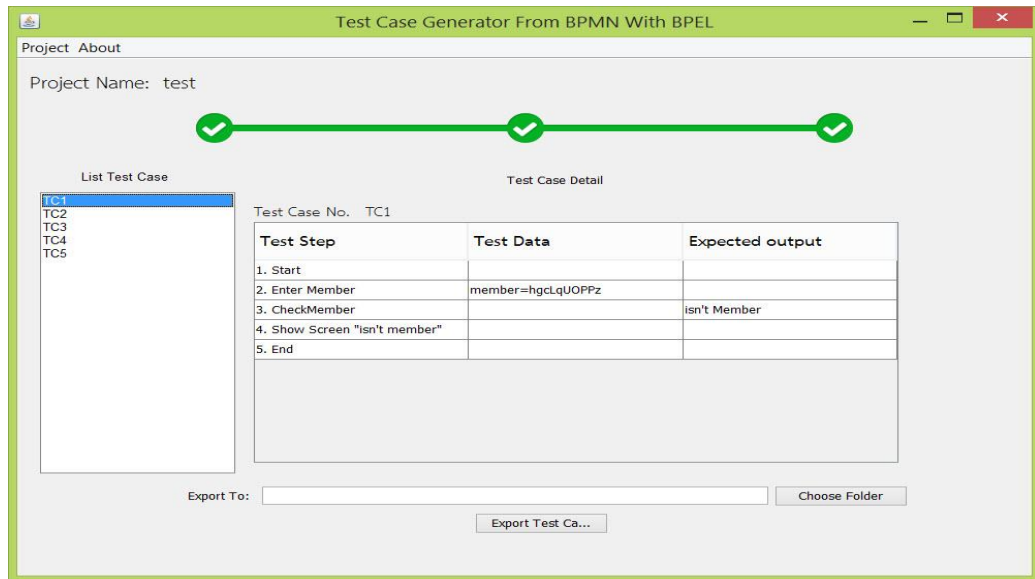 Test Case Generator From BPMN With BPEL
Project About
Project Name: test
List Test Case
Test Case Detail
TC1
TC2
TC3
TC4
TC5
Test Case No. TC1
Test Step Test Data Expected output
1. Start
2. Enter Member member=hgcLqUOPPz
3. CheckMember isn't Member
4. Show Screen "isn't member"
5. End
Export To: Choose Folder
Export Test Ca...